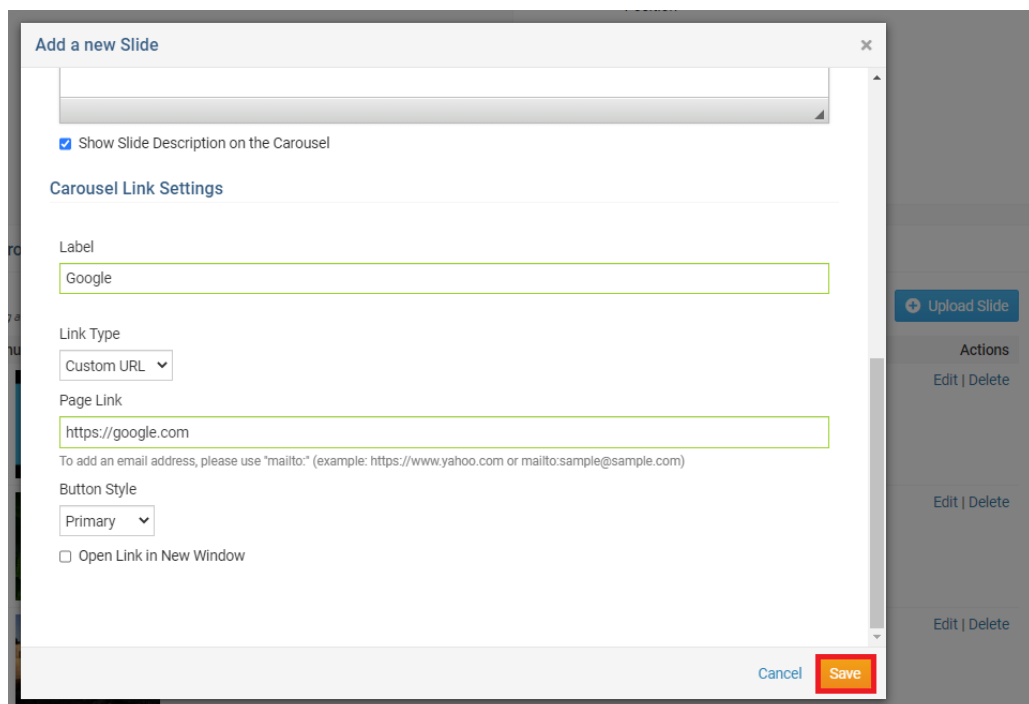 Add a new Slide
×
Show Slide Description on the Carousel
Carousel Link Settings
Label
Google
Upload Slide
Link Type
Actions
Custom URL
Edit | Delete
Page Link
https://google.com
To add an email address, please use "mailto:" (example: https://www.yahoo.com or mailto:sample@sample.com)
Button Style
Edit | Delete
Primary
Open Link in New Window
Edit | Delete
Cancel
Save